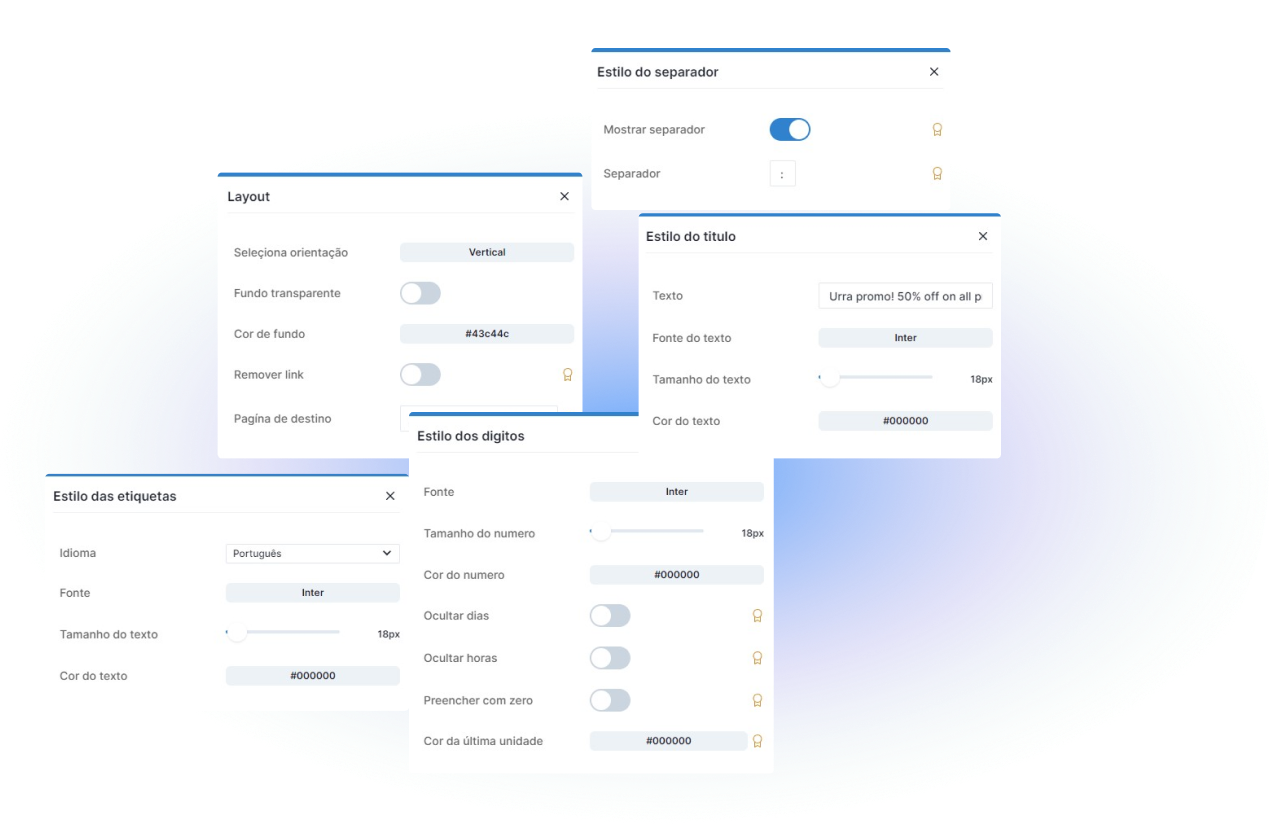 Estilo do separador
Mostrar separador
Separador
:
Layout
Seleçiona orientação
Vertical
Fundo transparente
Cor de fundo
#43c44c
Remover link
Pagína de destino
Estilo do titulo
Texto
Urra promo! 50% off on all p
Fonte do texto
Inter
Tamanho do texto
18px
Cor do texto
#000000
Estilo das etiquetas
Idioma
Português
Fonte
Inter
Tamanho do texto
18px
Cor do texto
#000000
Estilo dos digitos
Fonte
Inter
Tamanho do numero
18px
Cor do numero
#000000
Ocultar dias
Ocultar horas
Preencher com zero
Cor da última unidade
#000000